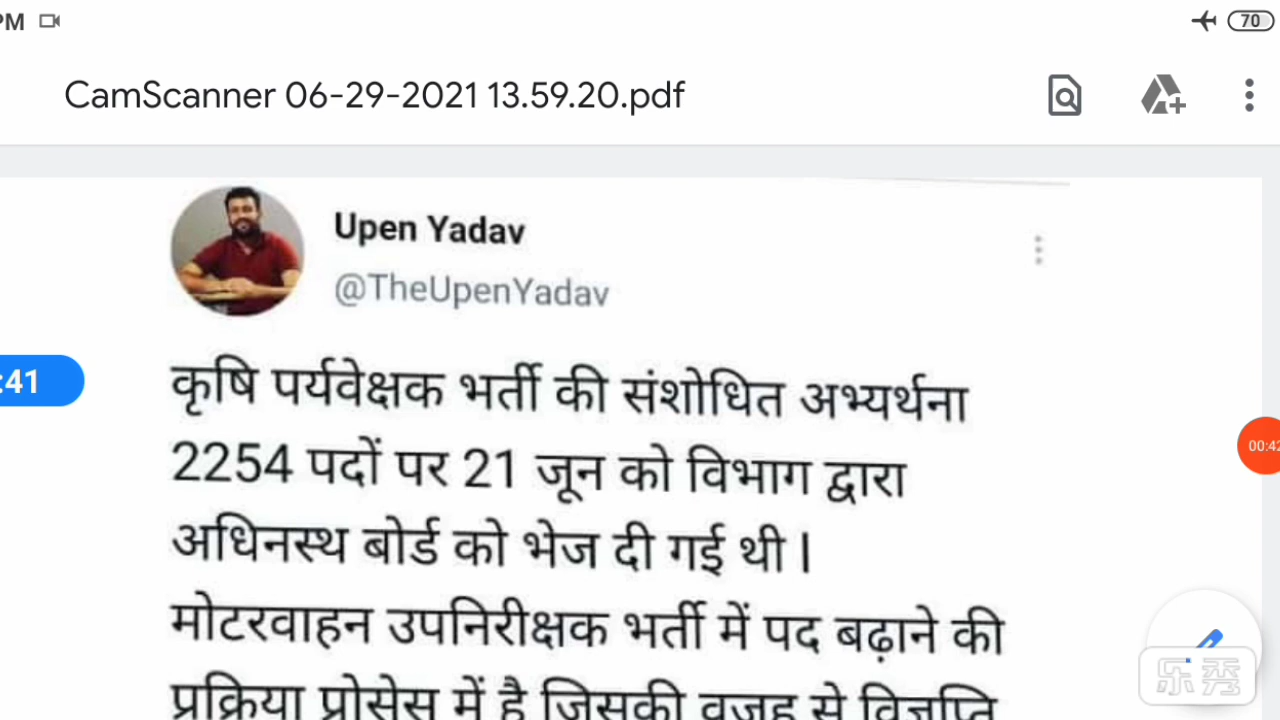 PM
70
CamScanner 06-29-2021 13.59.20.pdf
Upen Yadav
@TheUpenYadav
कृषि पर्यवेक्षक भर्ती की संशोधित अभ्यर्थना
:41
2254 पदों पर 21 जून को विभाग द्वारा
00:42
अधिनस्थ बोर्ड को भेज दी गई थी l
मोटरवाहन उपनिरीक्षक भर्ती में पद बढ़ाने की
प्रक्रिया प्रोसेस में है जिसकी वजह से विज्ञप्ति
乐秀